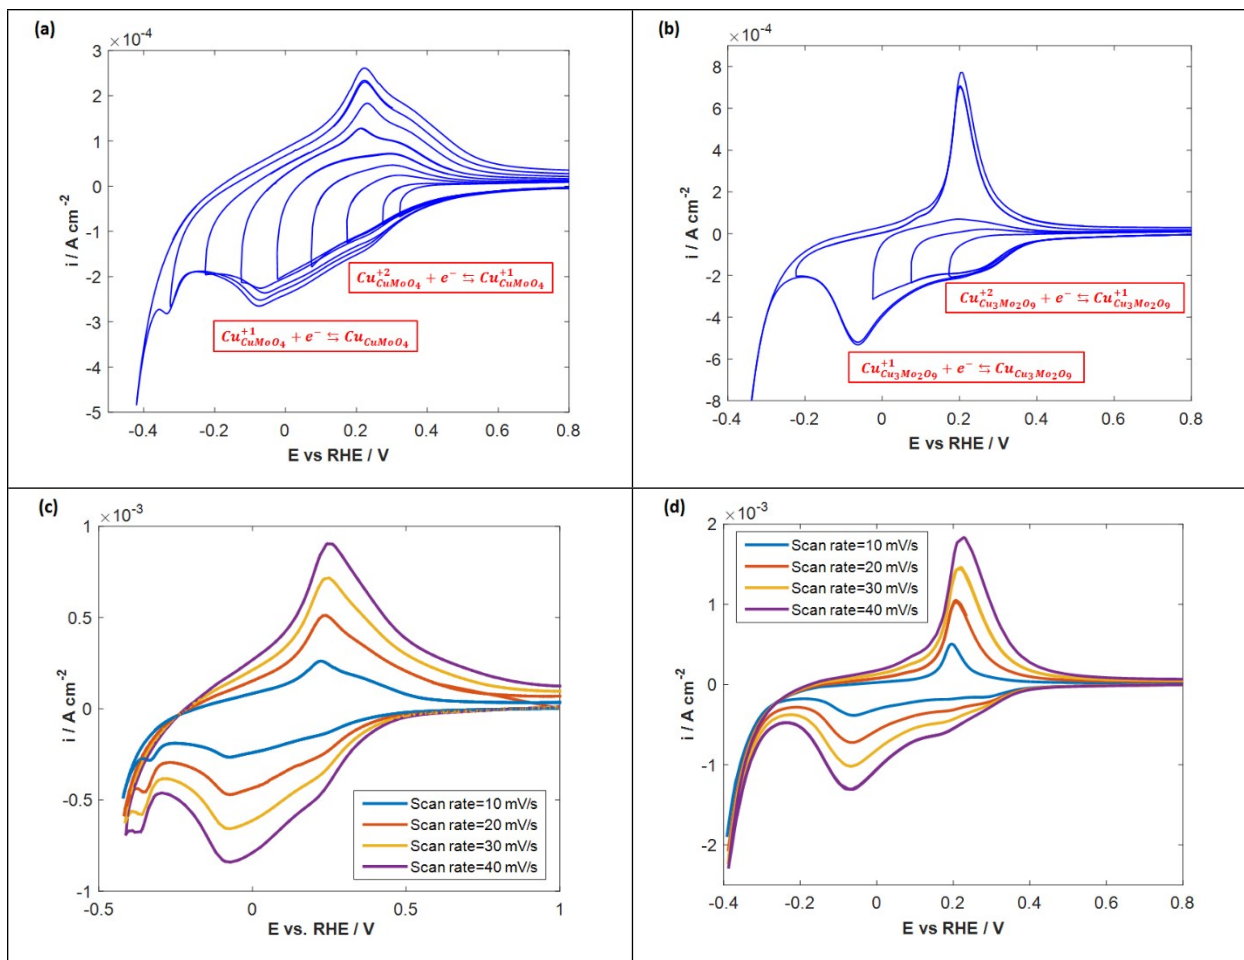 (a)
×10⁻⁴
3
2
1
0
-1
-2
-3
-4
-5
i / A cm⁻²
-0.4 -0.2 0 0.2 0.4 0.6 0.8
E vs RHE / V
Cu⁺²CuMoO₄ + e⁻ ⇆ Cu⁺¹CuMoO₄
Cu⁺¹CuMoO₄ + e⁻ ⇆ CuCuMoO₄
(b)
×10⁻⁴
8
6
4
2
0
-2
-4
-6
-8
i / A cm⁻²
-0.4 -0.2 0 0.2 0.4 0.6 0.8
E vs RHE / V
Cu⁺²Cu₃Mo₂O₉ + e⁻ ⇆ Cu⁺¹Cu₃Mo₂O₉
Cu⁺¹Cu₃Mo₂O₉ + e⁻ ⇆ CuCu₃Mo₂O₉
(c)
×10⁻³
1
0.5
0
-0.5
-1
i / A cm⁻²
-0.5 0 0.5 1
E vs. RHE / V
Scan rate=10 mV/s
Scan rate=20 mV/s
Scan rate=30 mV/s
Scan rate=40 mV/s
(d)
×10⁻³
2
1
0
-1
-2
i / A cm⁻²
-0.4 -0.2 0 0.2 0.4 0.6 0.8
E vs RHE / V
Scan rate=10 mV/s
Scan rate=20 mV/s
Scan rate=30 mV/s
Scan rate=40 mV/s